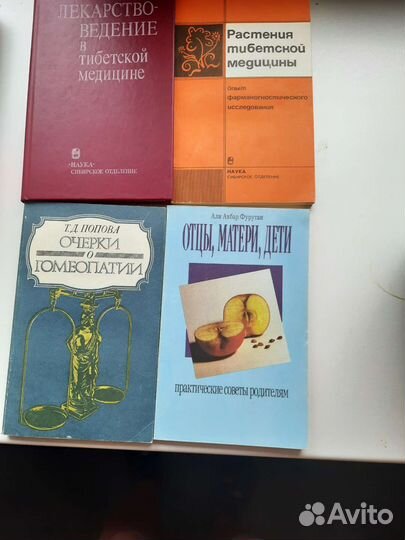 ЛЕКАРСТВО-
ВЕДЕНИЕ
в
тибетской
медицине
«НАУКА»
СИБИРСКОЕ ОТДЕЛЕНИЕ
Растения
тибетской
медицины
Опыт
фармакогностического
исследования
НАУКА
СИБИРСКОЕ ОТДЕЛЕНИЕ
Т.Д. ПОПОВА
ОЧЕРКИ
О
ГОМЕОПАТИИ
Али Акбар Фурутан
ОТЦЫ, МАТЕРИ, ДЕТИ
практические советы родителям
Avito